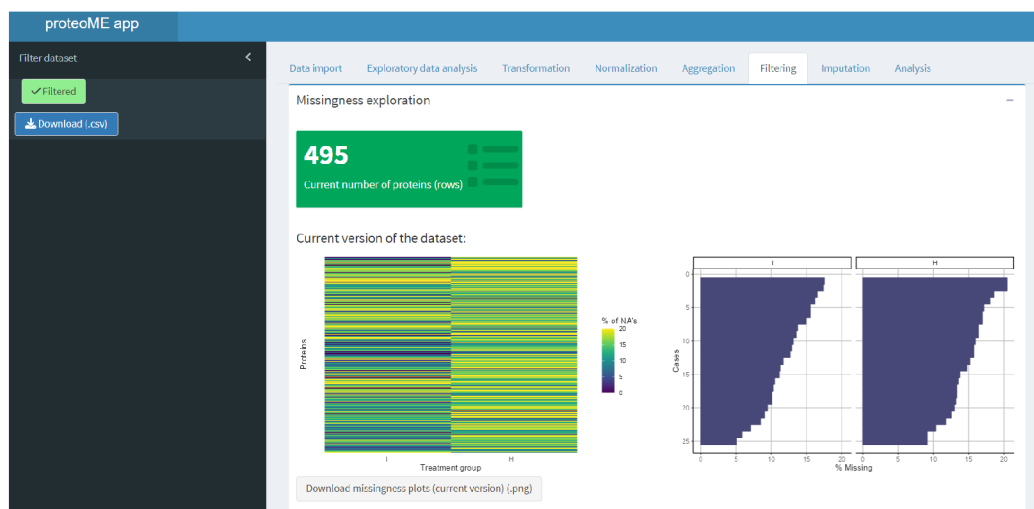 proteoME app
Filter dataset
Filtered
Download (.csv)
Data import Exploratory data analysis Transformation Normalization Aggregation Filtering Imputation Analysis
Missingness exploration
495
Current number of proteins (rows)
Current version of the dataset:
Proteins
I H
Treatment group
% of NA's
20
15
10
5
0
I H
Cases
0
5
10
15
20
25
0 5 10 15 20 0 5 10 15 20
% Missing
Download missingness plots (current version) (.png)